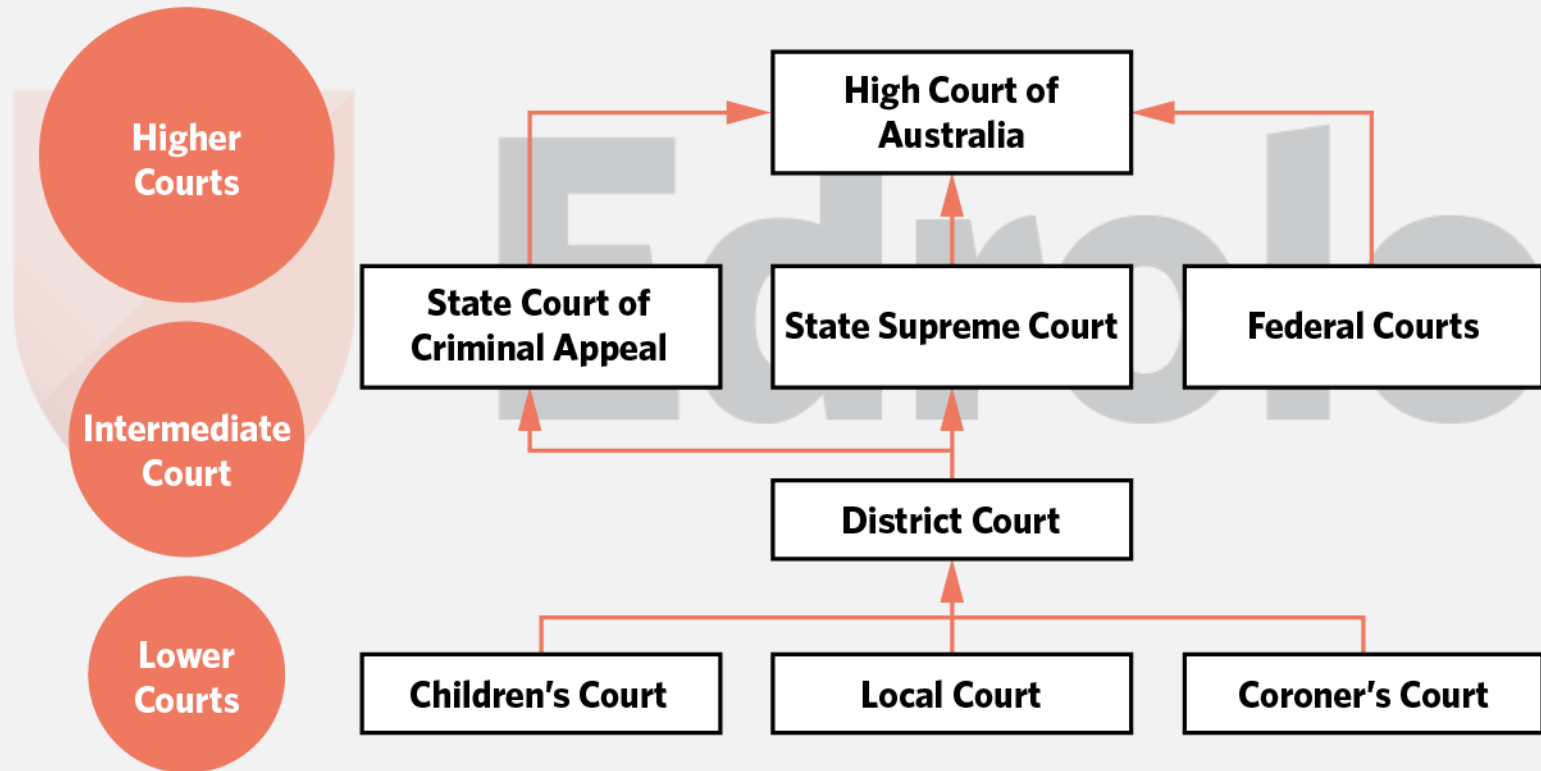 Higher
Courts
High Court of
Australia
State Court of
Criminal Appeal
State Supreme Court
Federal Courts
Intermediate
Court
District Court
Lower
Courts
Children's Court
Local Court
Coroner's Court
Edrolo